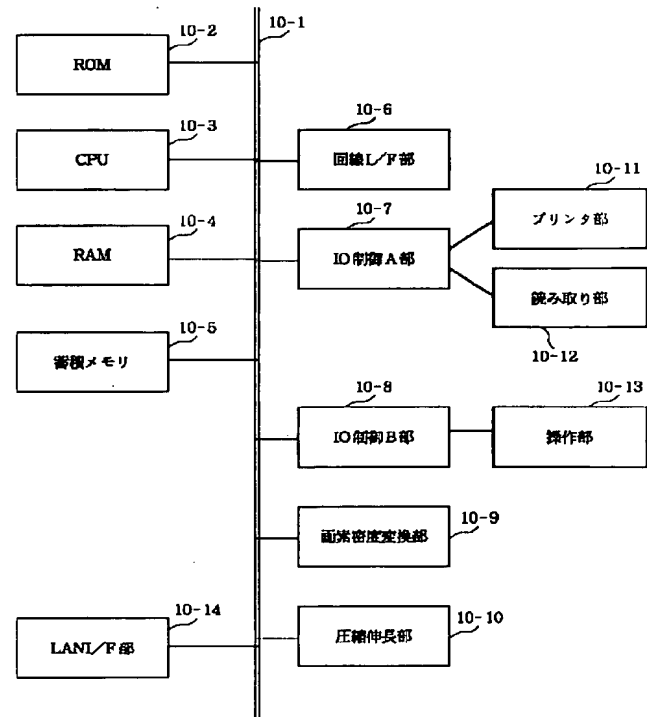 10-1
10-2
ROM
10-3
CPU
10-4
RAM
10-5
蓄積メモリ
10-14
LANI/F部
10-6
回線I/F部
10-7
IO制御A部
10-11
プリンタ部
読み取り部
10-12
10-8
IO制御B部
10-13
操作部
画素密度変換部
10-9
圧縮伸長部
10-10